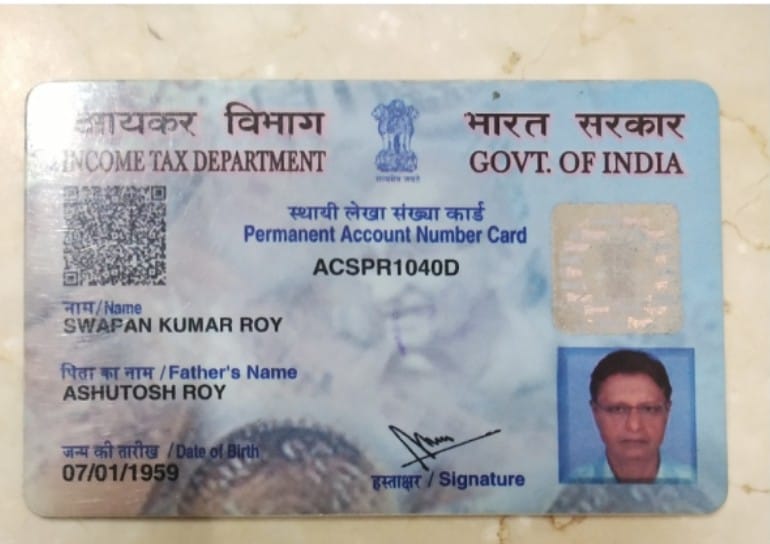 आयकर विभाग
INCOME TAX DEPARTMENT
सत्यमेव जयते
भारत सरकार
GOVT. OF INDIA
स्थायी लेखा संख्या कार्ड
Permanent Account Number Card
ACSPR1040D
नाम/Name
SWAPAN KUMAR ROY
पिता का नाम / Father's Name
ASHUTOSH ROY
जन्म की तारीख / Date of Birth
07/01/1959
हस्ताक्षर / Signature